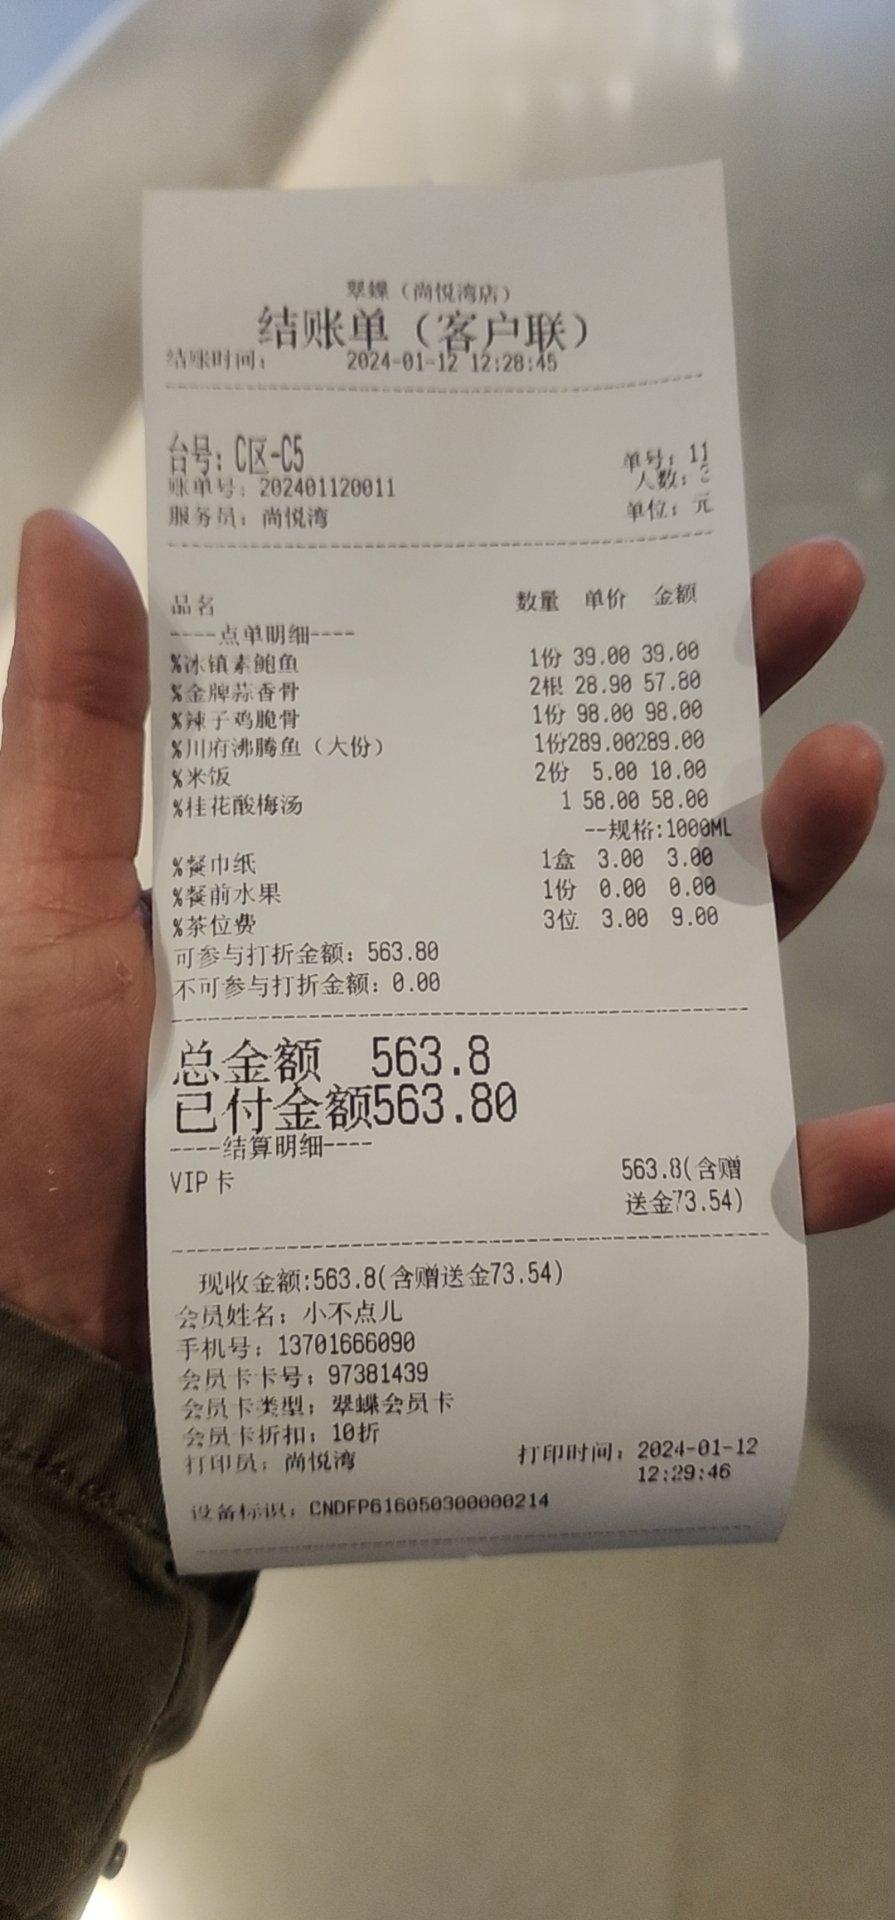 翠蝶（尚悦湾店）
结账单（客户联）
结账时间： 2024-01-12 12:28:45
台号：C区-C5
单号：11
账单号：202401120011
人数：
服务员：尚悦湾
单位：元
品名 数量 单价 金额
----点单明细----
%冰镇素鲍鱼 1份 39.00 39.00
%金牌蒜香骨 2根 28.90 57.80
%辣子鸡脆骨 1份 98.00 98.00
%川府沸腾鱼（大份） 1份289.00289.00
%米饭 2份 5.00 10.00
%桂花酸梅汤 1 58.00 58.00
--规格:1000ML
%餐巾纸 1盒 3.00 3.00
%餐前水果 1份 0.00 0.00
%茶位费 3位 3.00 9.00
可参与打折金额：563.80
不可参与打折金额：0.00
总金额 563.8
已付金额563.80
----结算明细----
VIP卡 563.8(含赠
送金73.54)
现收金额:563.8(含赠送金73.54)
会员姓名：小不点儿
手机号：13701666090
会员卡卡号：97381439
会员卡类型：翠蝶会员卡
会员卡折扣：10折
打印员：尚悦湾 打印时间：2024-01-12
12:29:46
设备标识：CNDFP616050300000214